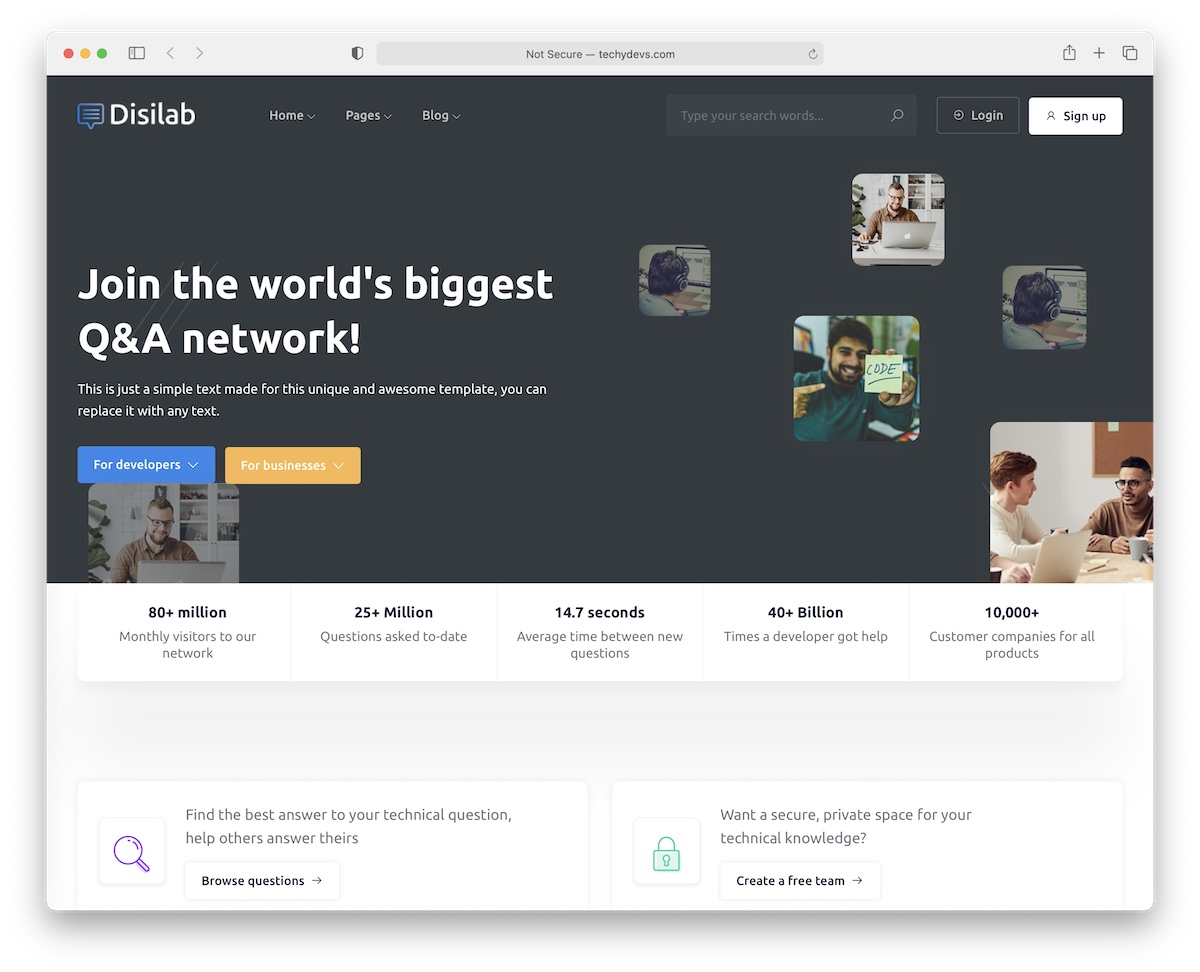 Not Secure — techydevs.com
Disilab
Home
Pages
Blog
Type your search words...
Login
Sign up
Join the world's biggest
Q&A network!
This is just a simple text made for this unique and awesome template, you can
replace it with any text.
For developers
For businesses
CODE
80+ million
Monthly visitors to our
network
25+ Million
Questions asked to-date
14.7 seconds
Average time between new
questions
40+ Billion
Times a developer got help
10,000+
Customer companies for all
products
Find the best answer to your technical question,
help others answer theirs
Browse questions →
Want a secure, private space for your
technical knowledge?
Create a free team →